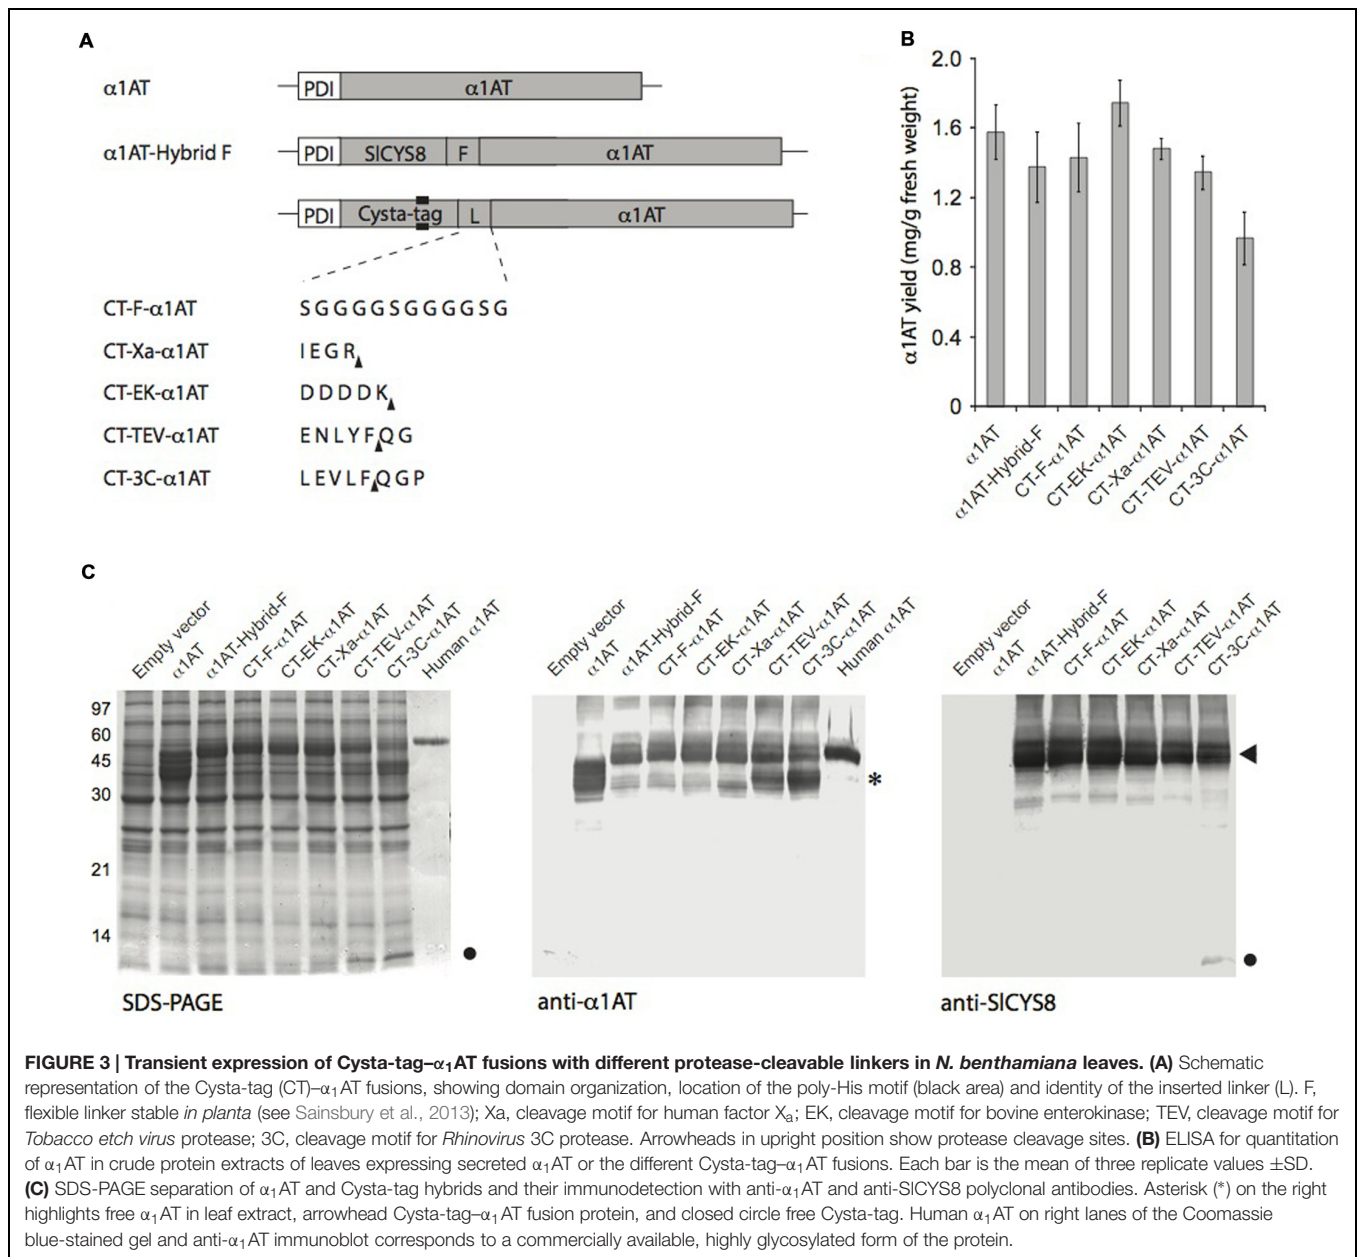 A
α1AT
PDI α1AT
α1AT-Hybrid F
PDI SlCYS8 F α1AT
PDI Cysta-tag L α1AT
CT-F-α1AT
S G G G G S G G G G S G
CT-Xa-α1AT
I E G R
CT-EK-α1AT
D D D D K
CT-TEV-α1AT
E N L Y F Q G
CT-3C-α1AT
L E V L F Q G P
B
α1AT yield (mg/g fresh weight)
2.0
1.6
1.2
0.8
0.4
0
α1AT
α1AT-Hybrid-F
CT-F-α1AT
CT-EK-α1AT
CT-Xa-α1AT
CT-TEV-α1AT
CT-3C-α1AT
C
Empty vector
α1AT
α1AT-Hybrid-F
CT-F-α1AT
CT-EK-α1AT
CT-Xa-α1AT
CT-TEV-α1AT
CT-3C-α1AT
Human α1AT
97
60
45
30
21
14
SDS-PAGE
Empty vector
α1AT
α1AT-Hybrid-F
CT-F-α1AT
CT-EK-α1AT
CT-Xa-α1AT
CT-TEV-α1AT
CT-3C-α1AT
Human α1AT
*
anti-α1AT
Empty vector
α1AT
α1AT-Hybrid-F
CT-F-α1AT
CT-EK-α1AT
CT-Xa-α1AT
CT-TEV-α1AT
CT-3C-α1AT
anti-SlCYS8
FIGURE 3 | Transient expression of Cysta-tag–α₁AT fusions with different protease-cleavable linkers in N. benthamiana leaves. (A) Schematic
representation of the Cysta-tag (CT)–α₁AT fusions, showing domain organization, location of the poly-His motif (black area) and identity of the inserted linker (L). F,
flexible linker stable in planta (see Sainsbury et al., 2013); Xa, cleavage motif for human factor Xₐ; EK, cleavage motif for bovine enterokinase; TEV, cleavage motif for
Tobacco etch virus protease; 3C, cleavage motif for Rhinovirus 3C protease. Arrowheads in upright position show protease cleavage sites. (B) ELISA for quantitation
of α₁AT in crude protein extracts of leaves expressing secreted α₁AT or the different Cysta-tag–α₁AT fusions. Each bar is the mean of three replicate values ±SD.
(C) SDS-PAGE separation of α₁AT and Cysta-tag hybrids and their immunodetection with anti-α₁AT and anti-SlCYS8 polyclonal antibodies. Asterisk (*) on the right
highlights free α₁AT in leaf extract, arrowhead Cysta-tag–α₁AT fusion protein, and closed circle free Cysta-tag. Human α₁AT on right lanes of the Coomassie
blue-stained gel and anti-α₁AT immunoblot corresponds to a commercially available, highly glycosylated form of the protein.